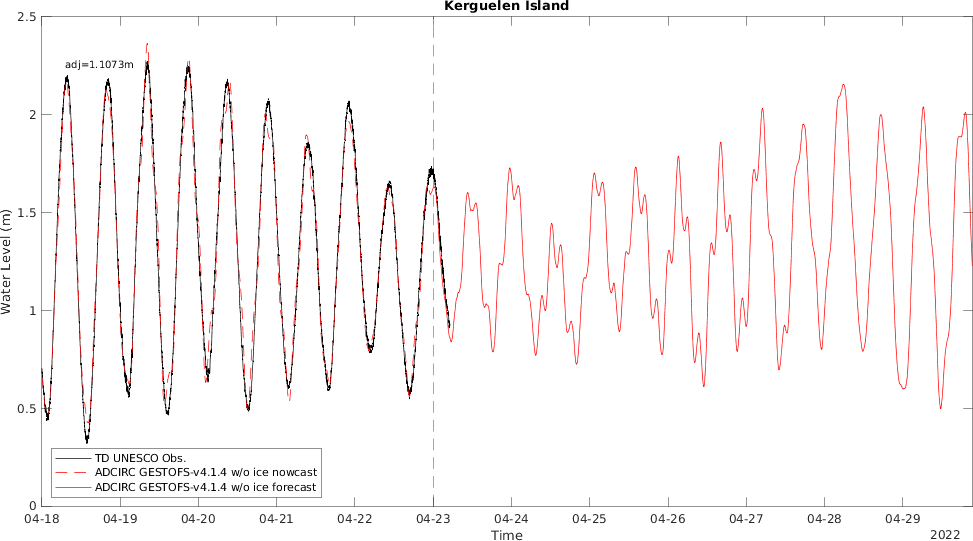 Kerguelen Island
2.5
adj=1.1073m
2
1.5
Water Level (m)
1
0.5
TD UNESCO Obs.
ADCIRC GESTOFS-v4.1.4 w/o ice nowcast
ADCIRC GESTOFS-v4.1.4 w/o ice forecast
0
04-18 04-19 04-20 04-21 04-22 04-23 04-24 04-25 04-26 04-27 04-28 04-29
Time
2022